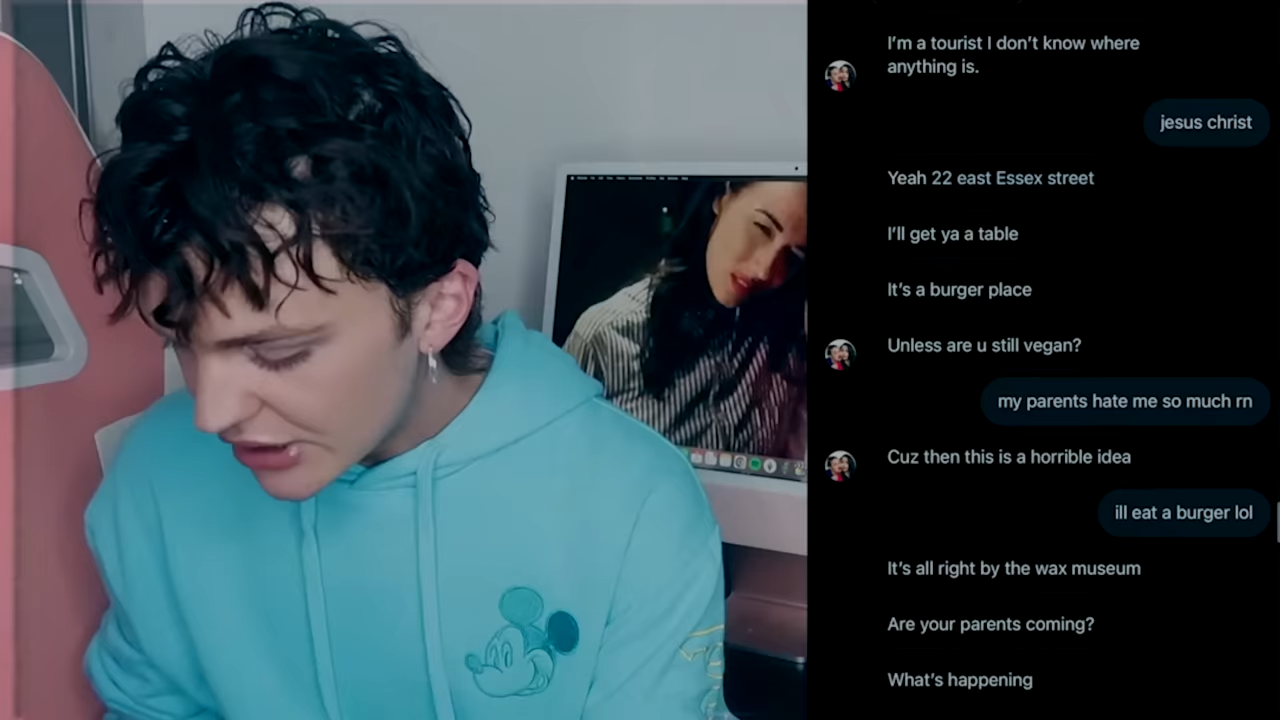 I'm a tourist I don't know where
anything is.
jesus christ
Yeah 22 east Essex street
I'll get ya a table
It's a burger place
Unless are u still vegan?
my parents hate me so much rn
Cuz then this is a horrible idea
ill eat a burger lol
It's all right by the wax museum
Are your parents coming?
What's happening